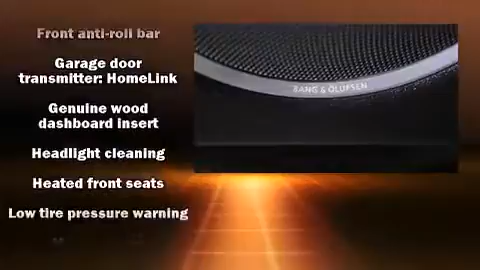 Front anti-roll bar
Garage door
transmitter: HomeLink
Genuine wood
dashboard insert
Headlight cleaning
Heated front seats
Low tire pressure warning
BANG & OLUFSEN